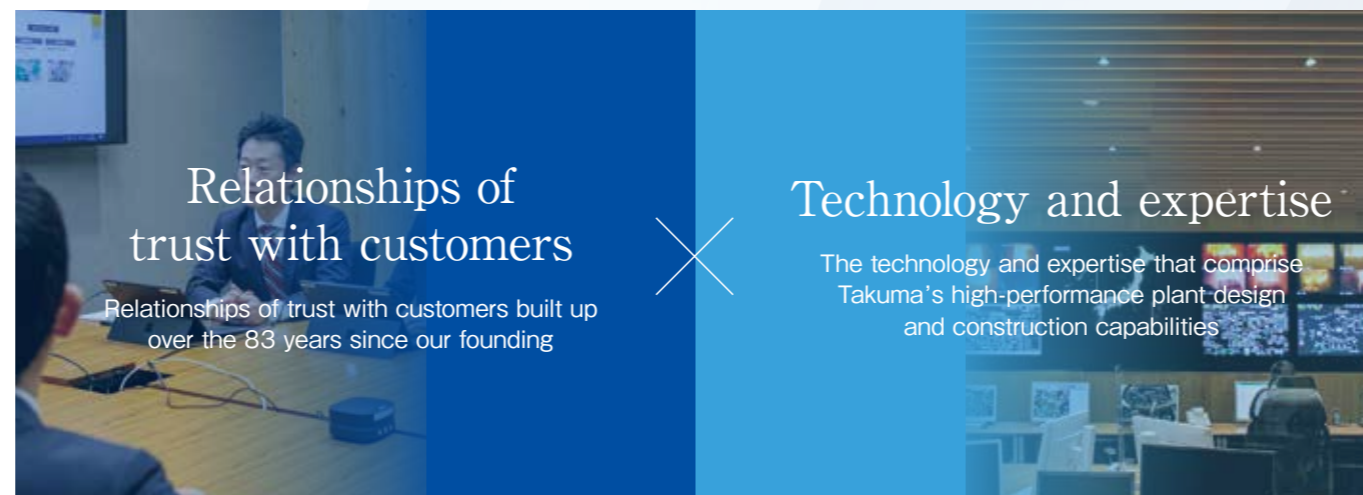 Relationships of
trust with customers
Relationships of trust with customers built up
over the 83 years since our founding
Technology and expertise
The technology and expertise that comprise
Takuma's high-performance plant design
and construction capabilities